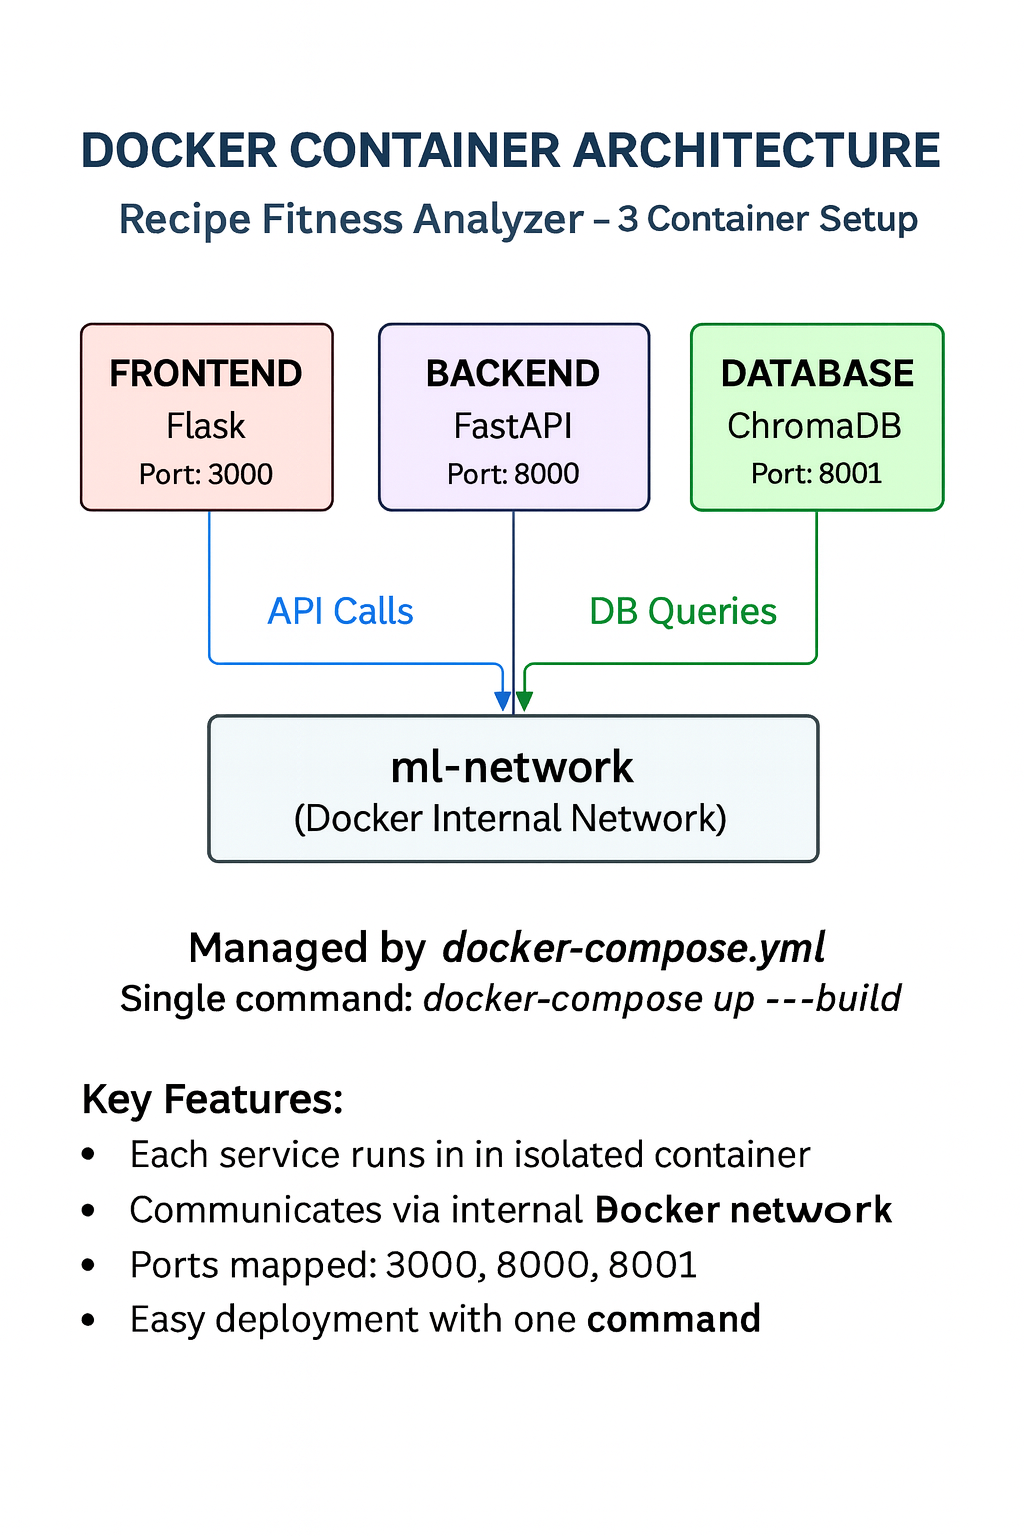 DOCKER CONTAINER ARCHITECTURE
Recipe Fitness Analyzer – 3 Container Setup
FRONTEND
Flask
Port: 3000
BACKEND
FastAPI
Port: 8000
DATABASE
ChromaDB
Port: 8001
API Calls
DB Queries
ml-network
(Docker Internal Network)
Managed by docker-compose.yml
Single command: docker-compose up ---build
Key Features:
• Each service runs in in isolated container
• Communicates via internal Docker network
• Ports mapped: 3000, 8000, 8001
• Easy deployment with one command